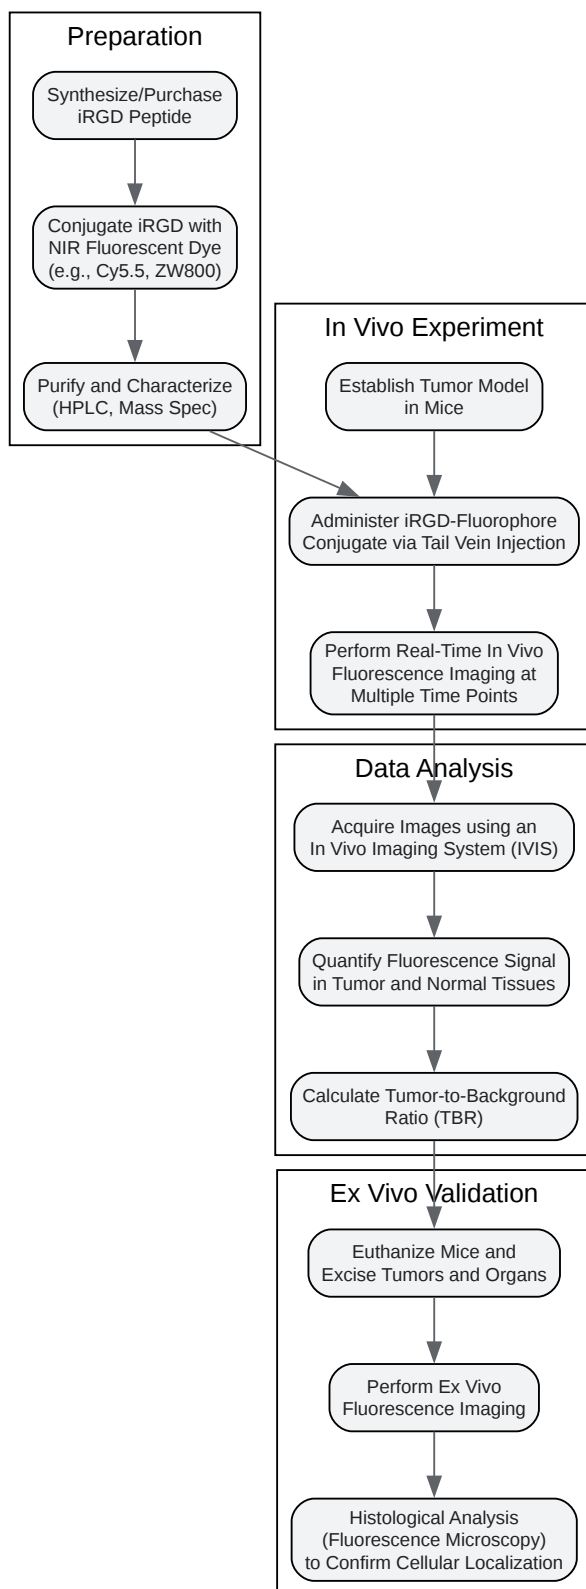 Preparation
Synthesize/Purchase
iRGD Peptide
Conjugate iRGD with
NIR Fluorescent Dye
(e.g., Cy5.5, ZW800)
Purify and Characterize
(HPLC, Mass Spec)
In Vivo Experiment
Establish Tumor Model
in Mice
Administer iRGD-Fluorophore
Conjugate via Tail Vein Injection
Perform Real-Time In Vivo
Fluorescence Imaging at
Multiple Time Points
Data Analysis
Acquire Images using an
In Vivo Imaging System (IVIS)
Quantify Fluorescence Signal
in Tumor and Normal Tissues
Calculate Tumor-to-Background
Ratio (TBR)
Ex Vivo Validation
Euthanize Mice and
Excise Tumors and Organs
Perform Ex Vivo
Fluorescence Imaging
Histological Analysis
(Fluorescence Microscopy)
to Confirm Cellular Localization